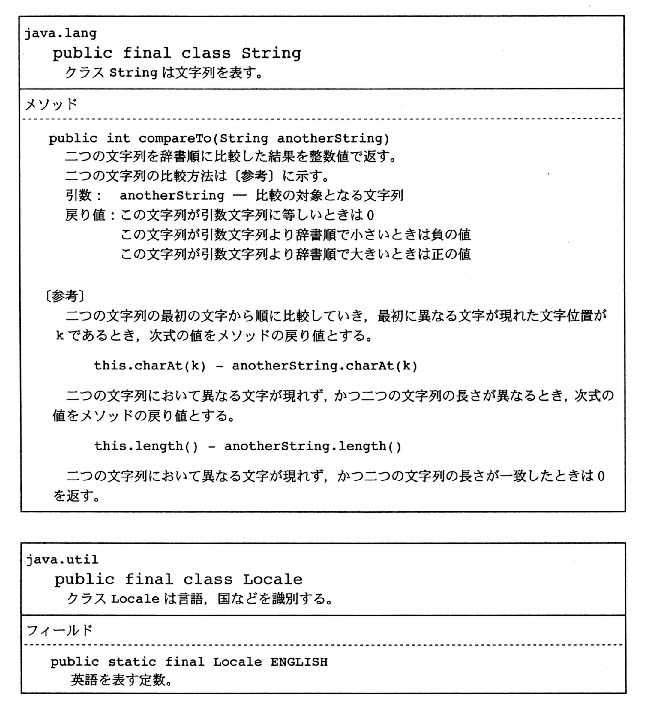 java.lang
public final class String
クラス String は文字列を表す。
メソッド
public int compareTo(String anotherString)
二つの文字列を辞書順に比較した結果を整数値で返す。
二つの文字列の比較方法は〔参考〕に示す。
引数： anotherString ― 比較の対象となる文字列
戻り値：この文字列が引数文字列に等しいときは０
この文字列が引数文字列より辞書順で小さいときは負の値
この文字列が引数文字列より辞書順で大きいときは正の値
〔参考〕
二つの文字列の最初の文字から順に比較していき，最初に異なる文字が現れた文字位置が
k であるとき，次式の値をメソッドの戻り値とする。
this.charAt(k) - anotherString.charAt(k)
二つの文字列において異なる文字が現れず，かつ二つの文字列の長さが異なるとき，次式の
値をメソッドの戻り値とする。
this.length() - anotherString.length()
二つの文字列において異なる文字が現れず，かつ二つの文字列の長さが一致したときは０
を返す。
java.util
public final class Locale
クラス Locale は言語，国などを識別する。
フィールド
public static final Locale ENGLISH
英語を表す定数。